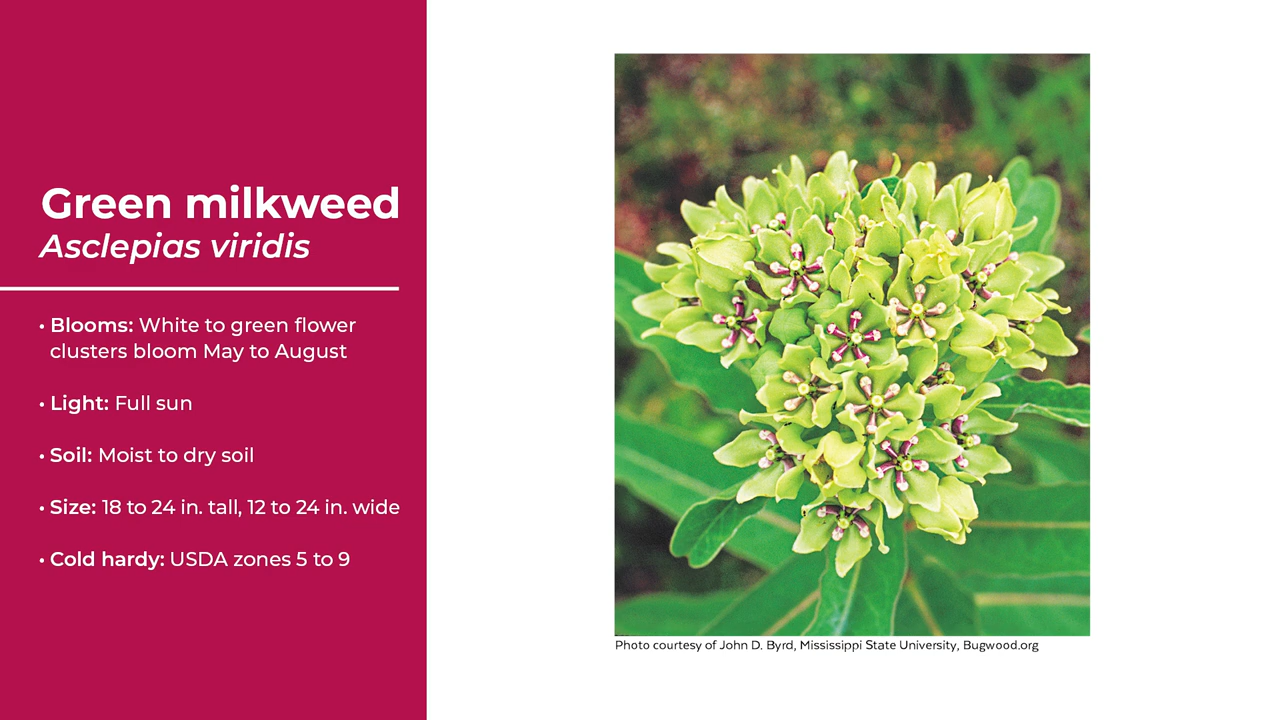 Green milkweed
Asclepias viridis
• Blooms: White to green flower
clusters bloom May to August
• Light: Full sun
• Soil: Moist to dry soil
• Size: 18 to 24 in. tall, 12 to 24 in. wide
• Cold hardy: USDA zones 5 to 9
Photo courtesy of John D. Byrd, Mississippi State University, Bugwood.org